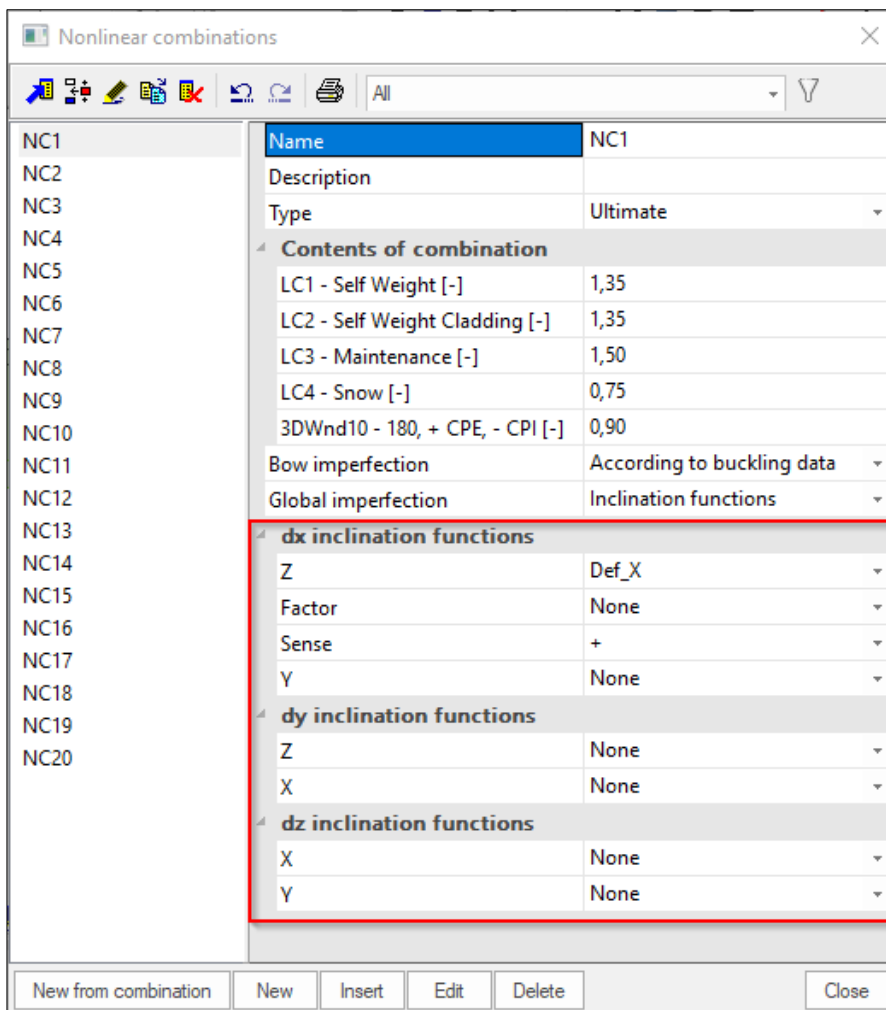 Nonlinear combinations
All
NC1
NC2
NC3
NC4
NC5
NC6
NC7
NC8
NC9
NC10
NC11
NC12
NC13
NC14
NC15
NC16
NC17
NC18
NC19
NC20
Name NC1
Description
Type Ultimate
Contents of combination
LC1 - Self Weight [-] 1,35
LC2 - Self Weight Cladding [-] 1,35
LC3 - Maintenance [-] 1,50
LC4 - Snow [-] 0,75
3DWnd10 - 180, + CPE, - CPI [-] 0,90
Bow imperfection According to buckling data
Global imperfection Inclination functions
dx inclination functions
Z Def_X
Factor None
Sense +
Y None
dy inclination functions
Z None
X None
dz inclination functions
X None
Y None
New from combination New Insert Edit Delete Close